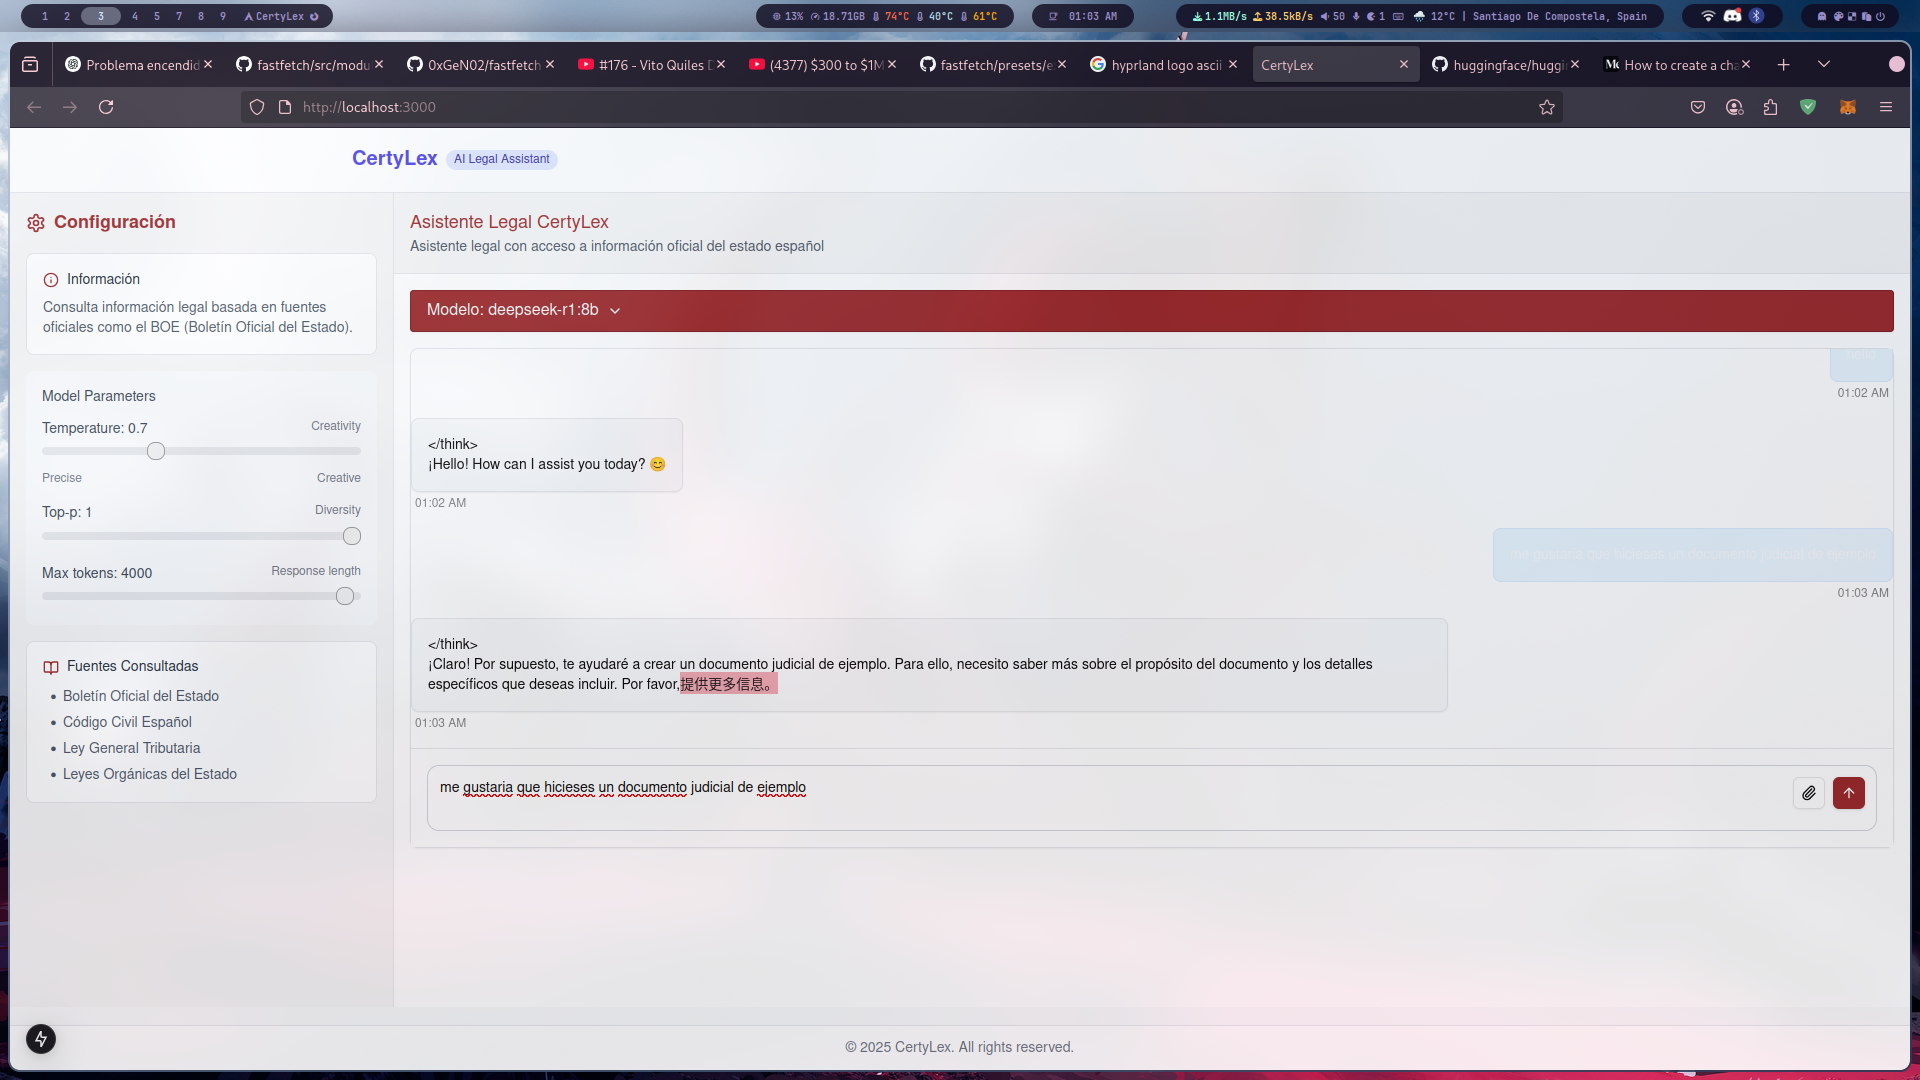 1 2 3 4 5 7 8 9 CertyLex
13% 18.71GB 74°C 40°C 61°C
01:03 AM
1.1MB/s 38.5kB/s 50 1 12°C | Santiago De Compostela, Spain
Problema encendid
fastfetch/src/modu
0xGeN02/fastfetch
#176 - Vito Quiles D
(4377) $300 to $1M
fastfetch/presets/e
hyprland logo ascii
CertyLex
huggingface/huggi
How to create a cha
http://localhost:3000
CertyLex AI Legal Assistant
Configuración
Información
Consulta información legal basada en fuentes
oficiales como el BOE (Boletín Oficial del Estado).
Model Parameters
Temperature: 0.7 Creativity
Precise Creative
Top-p: 1 Diversity
Max tokens: 4000 Response length
Fuentes Consultadas
Boletín Oficial del Estado
Código Civil Español
Ley General Tributaria
Leyes Orgánicas del Estado
Asistente Legal CertyLex
Asistente legal con acceso a información oficial del estado español
Modelo: deepseek-r1:8b
01:02 AM
</think>
¡Hello! How can I assist you today? 😊
01:02 AM
me gustaria que hicieses un documento judicial de ejemplo
01:03 AM
</think>
¡Claro! Por supuesto, te ayudaré a crear un documento judicial de ejemplo. Para ello, necesito saber más sobre el propósito del documento y los detalles
específicos que deseas incluir. Por favor,提供更多信息。
01:03 AM
me gustaria que hicieses un documento judicial de ejemplo
© 2025 CertyLex. All rights reserved.